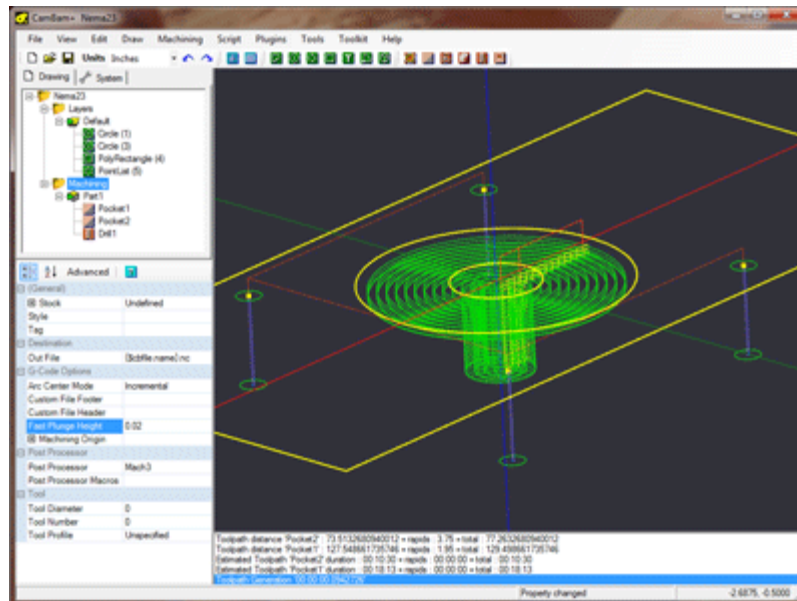 CamBam+ Nema23
File View Edit Draw Machining Script Plugins Tools Toolkit Help
Units Inches
Drawing System
Nema23
Layers
Default
Circle (1)
Circle (3)
PolyRectangle (4)
PointList (5)
Machining
Part1
Pocket1
Pocket2
Drill1
Advanced
(General)
Stock Undefined
Style
Tag
Destination
Out File {$cbfile.name}.nc
G-Code Options
Arc Center Mode Incremental
Custom File Footer
Custom File Header
Fast Plunge Height 0.02
Machining Origin
Post Processor
Post Processor Mach3
Post Processor Macros
Tool
Tool Diameter 0
Tool Number 0
Tool Profile Unspecified
Toolpath distance 'Pocket2' : 73.5132680940012 + rapids : 3.75 = total : 77.2632680940012
Toolpath distance 'Pocket1' : 127.548661735746 + rapids : 1.95 = total : 129.498661735746
Estimated Toolpath 'Pocket2' duration : 00:10:30 + rapids : 00:00:00 = total : 00:10:30
Estimated Toolpath 'Pocket1' duration : 00:18:13 + rapids : 00:00:00 = total : 00:18:13
Toolpath Generation '00:00:00.0942726'
Property changed -2.6875, -0.5000